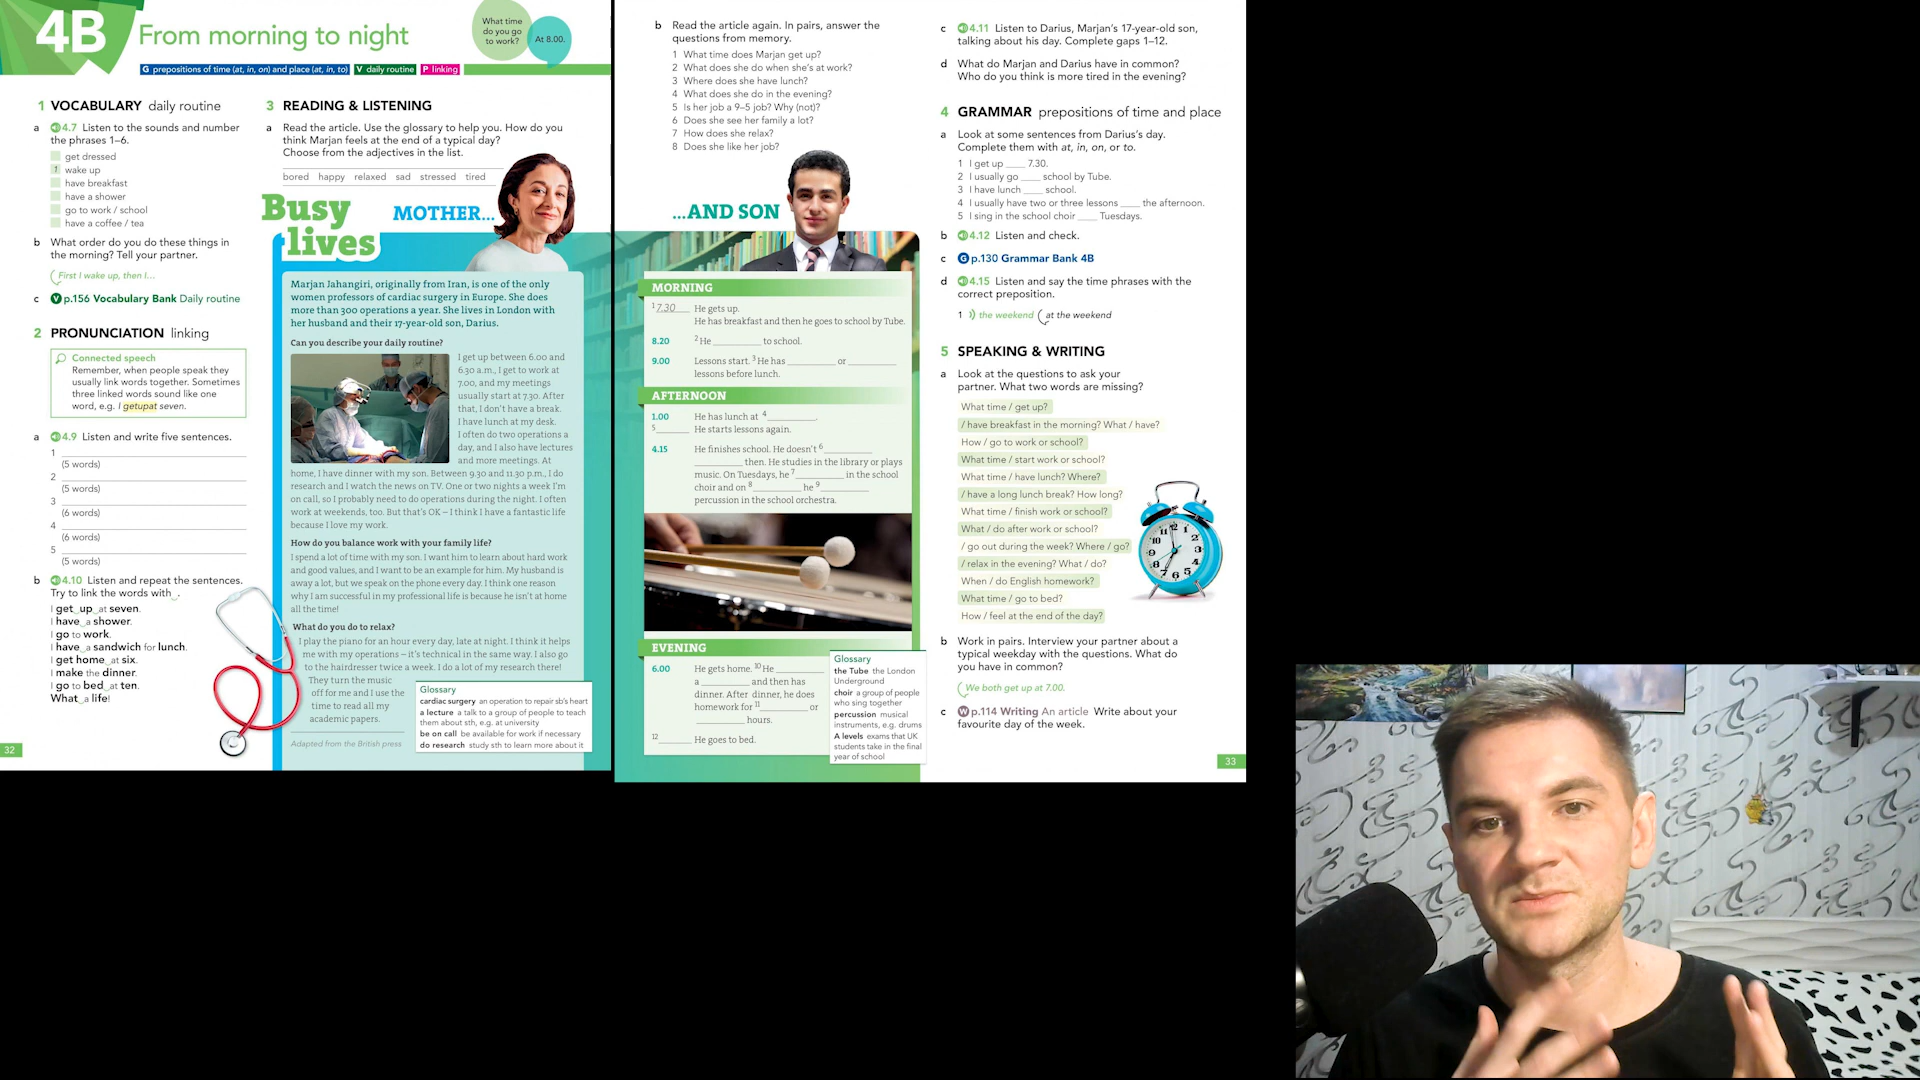 4B
From morning to night
What time
do you go
to work?
At 8.00.
G prepositions of time (at, in, on) and place (at, in, to)
V daily routine
P linking
1 VOCABULARY daily routine
a 4.7 Listen to the sounds and number
the phrases 1–6.
get dressed
1 wake up
have breakfast
have a shower
go to work / school
have a coffee / tea
b What order do you do these things in
the morning? Tell your partner.
First I wake up, then I…
c V p.156 Vocabulary Bank Daily routine
2 PRONUNCIATION linking
Connected speech
Remember, when people speak they
usually link words together. Sometimes
three linked words sound like one
word, e.g. I getupat seven.
a 4.9 Listen and write five sentences.
1 ____
(5 words)
2 ____
(5 words)
3 ____
(6 words)
4 ____
(6 words)
5 ____
(5 words)
b 4.10 Listen and repeat the sentences.
Try to link the words with‿.
I get‿up‿at seven.
I have‿a shower.
I go to work.
I have‿a sandwich for lunch.
I get home‿at six.
I make the dinner.
I go to bed‿at ten.
What‿a life!
32
3 READING & LISTENING
a Read the article. Use the glossary to help you. How do you
think Marjan feels at the end of a typical day?
Choose from the adjectives in the list.
bored happy relaxed sad stressed tired
Busy
lives
MOTHER…
Marjan Jahangiri, originally from Iran, is one of the only
women professors of cardiac surgery in Europe. She does
more than 300 operations a year. She lives in London with
her husband and their 17-year-old son, Darius.
Can you describe your daily routine?
I get up between 6.00 and
6.30 a.m., I get to work at
7.00, and my meetings
usually start at 7.30. After
that, I don't have a break.
I have lunch at my desk.
I often do two operations a
day, and I also have lectures
and more meetings. At
home, I have dinner with my son. Between 9.30 and 11.30 p.m., I do
research and I watch the news on TV. One or two nights a week I'm
on call, so I probably need to do operations during the night. I often
work at weekends, too. But that's OK – I think I have a fantastic life
because I love my work.
How do you balance work with your family life?
I spend a lot of time with my son. I want him to learn about hard work
and good values, and I want to be an example for him. My husband is
away a lot, but we speak on the phone every day. I think one reason
why I am successful in my professional life is because he isn't at home
all the time!
What do you do to relax?
I play the piano for an hour every day, late at night. I think it helps
me with my operations – it's technical in the same way. I also go
to the hairdresser twice a week. I do a lot of my research there!
They turn the music
off for me and I use the
time to read all my
academic papers.
Adapted from the British press
Glossary
cardiac surgery an operation to repair sb's heart
a lecture a talk to a group of people to teach
them about sth, e.g. at university
be on call be available for work if necessary
do research study sth to learn more about it
b Read the article again. In pairs, answer the
questions from memory.
1 What time does Marjan get up?
2 What does she do when she's at work?
3 Where does she have lunch?
4 What does she do in the evening?
5 Is her job a 9–5 job? Why (not)?
6 Does she see her family a lot?
7 How does she relax?
8 Does she like her job?
…AND SON
MORNING
1 7.30 He gets up.
He has breakfast and then he goes to school by Tube.
8.20 2 He ____ to school.
9.00 Lessons start. 3 He has ____ or ____
lessons before lunch.
AFTERNOON
1.00 He has lunch at 4 ____.
5 ____ He starts lessons again.
4.15 He finishes school. He doesn't 6 ____
____ then. He studies in the library or plays
music. On Tuesdays, he 7 ____ in the school
choir and on 8 ____ he 9 ____
percussion in the school orchestra.
EVENING
6.00 He gets home. 10 He ____
a ____ and then has
dinner. After dinner, he does
homework for 11 ____ or
____ hours.
12 ____ He goes to bed.
Glossary
the Tube the London
Underground
choir a group of people
who sing together
percussion musical
instruments, e.g. drums
A levels exams that UK
students take in the final
year of school
c 4.11 Listen to Darius, Marjan's 17-year-old son,
talking about his day. Complete gaps 1–12.
d What do Marjan and Darius have in common?
Who do you think is more tired in the evening?
4 GRAMMAR prepositions of time and place
a Look at some sentences from Darius's day.
Complete them with at, in, on, or to.
1 I get up ____ 7.30.
2 I usually go ____ school by Tube.
3 I have lunch ____ school.
4 I usually have two or three lessons ____ the afternoon.
5 I sing in the school choir ____ Tuesdays.
b 4.12 Listen and check.
c G p.130 Grammar Bank 4B
d 4.15 Listen and say the time phrases with the
correct preposition.
1 the weekend at the weekend
5 SPEAKING & WRITING
a Look at the questions to ask your
partner. What two words are missing?
What time / get up?
/ have breakfast in the morning? What / have?
How / go to work or school?
What time / start work or school?
What time / have lunch? Where?
/ have a long lunch break? How long?
What time / finish work or school?
What / do after work or school?
/ go out during the week? Where / go?
/ relax in the evening? What / do?
When / do English homework?
What time / go to bed?
How / feel at the end of the day?
b Work in pairs. Interview your partner about a
typical weekday with the questions. What do
you have in common?
We both get up at 7.00.
c W p.114 Writing An article Write about your
favourite day of the week.
33